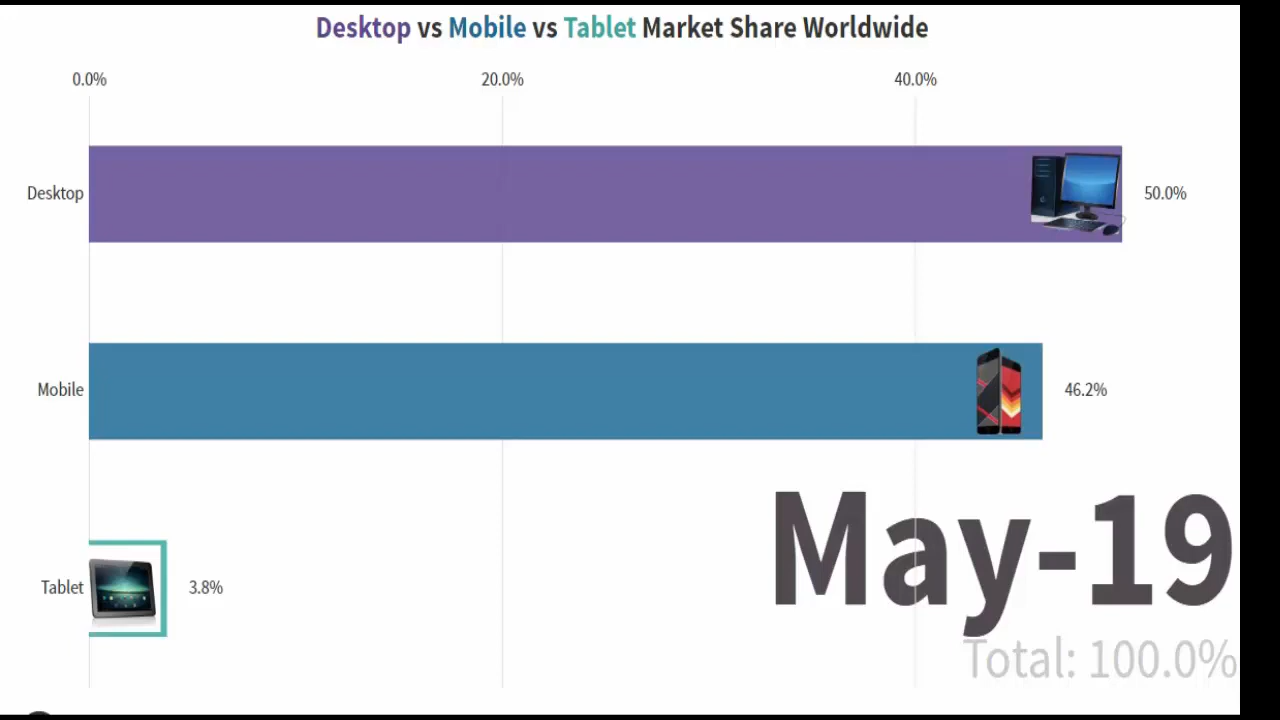 Desktop vs Mobile vs Tablet Market Share Worldwide
0.0% 20.0% 40.0%
Desktop 50.0%
Mobile 46.2%
Tablet 3.8%
May-19
Total: 100.0%